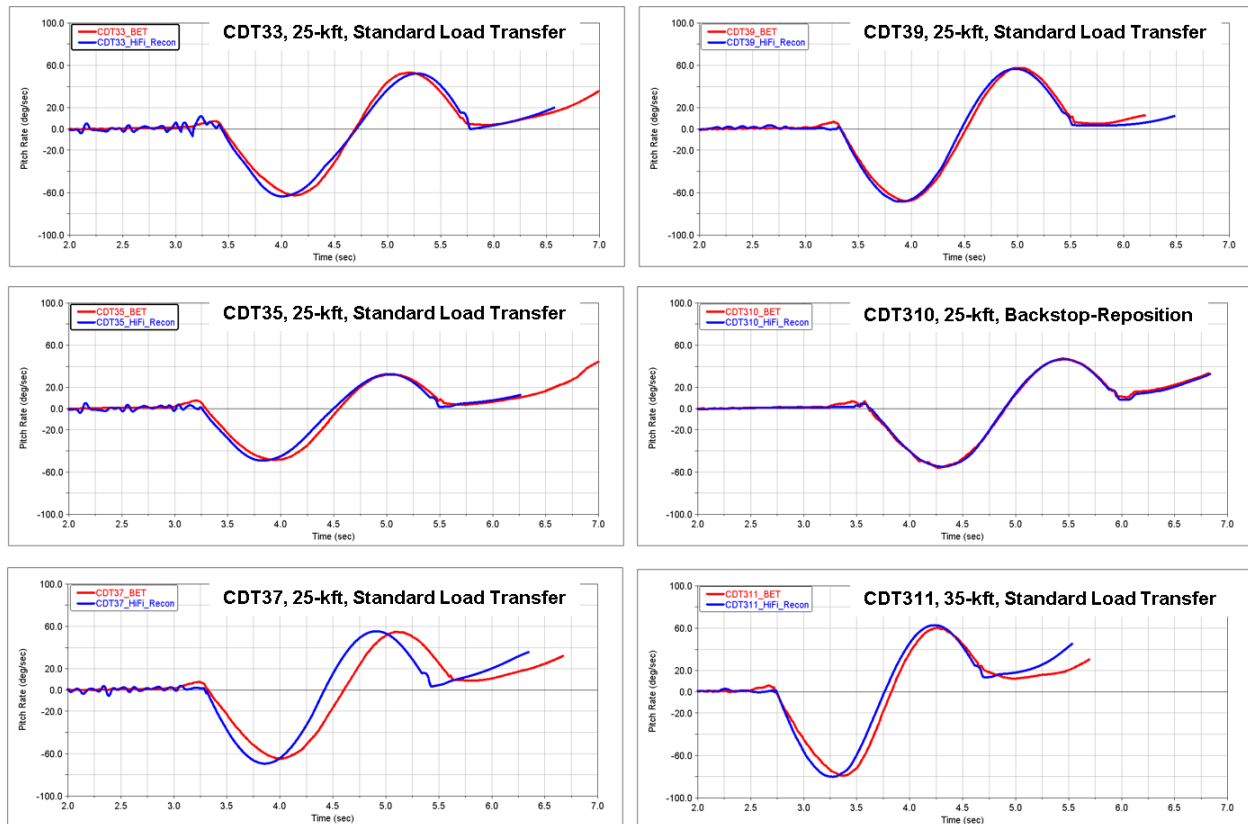 CDT33, 25-kft, Standard Load Transfer
CDT33_BET
CDT33_HiFi_Recon
Pitch Rate (deg/sec)
100.0
60.0
20.0
0.0
-20.0
-60.0
-100.0
2.0 2.5 3.0 3.5 4.0 4.5 5.0 5.5 6.0 6.5 7.0
Time (sec)
CDT39, 25-kft, Standard Load Transfer
CDT39_BET
CDT39_HiFi_Recon
Pitch Rate (deg/sec)
100.0
60.0
20.0
0.0
-20.0
-60.0
-100.0
2.0 2.5 3.0 3.5 4.0 4.5 5.0 5.5 6.0 6.5 7.0
Time (sec)
CDT35, 25-kft, Standard Load Transfer
CDT35_BET
CDT35_HiFi_Recon
Pitch Rate (deg/sec)
100.0
60.0
20.0
0.0
-20.0
-60.0
-100.0
2.0 2.5 3.0 3.5 4.0 4.5 5.0 5.5 6.0 6.5 7.0
Time (sec)
CDT310, 25-kft, Backstop-Reposition
CDT310_BET
CDT310_HiFi_Recon
Pitch Rate (deg/sec)
100.0
60.0
20.0
0.0
-20.0
-60.0
-100.0
2.0 2.5 3.0 3.5 4.0 4.5 5.0 5.5 6.0 6.5 7.0
Time (sec)
CDT37, 25-kft, Standard Load Transfer
CDT37_BET
CDT37_HiFi_Recon
Pitch Rate (deg/sec)
100.0
60.0
20.0
0.0
-20.0
-60.0
-100.0
2.0 2.5 3.0 3.5 4.0 4.5 5.0 5.5 6.0 6.5 7.0
Time (sec)
CDT311, 35-kft, Standard Load Transfer
CDT311_BET
CDT311_HiFi_Recon
Pitch Rate (deg/sec)
100.0
60.0
20.0
0.0
-20.0
-60.0
-100.0
2.0 2.5 3.0 3.5 4.0 4.5 5.0 5.5 6.0 6.5 7.0
Time (sec)